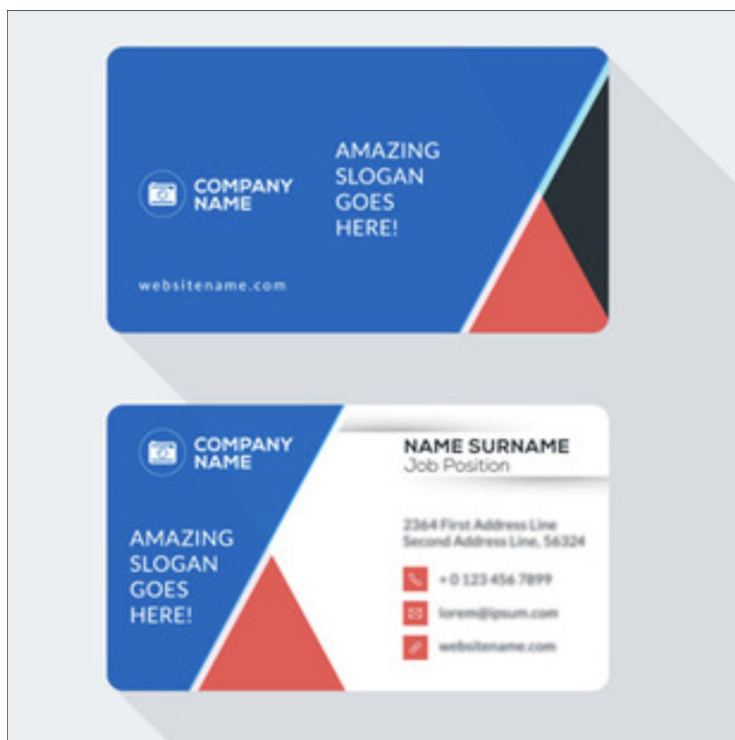 COMPANY
NAME
AMAZING
SLOGAN
GOES
HERE!
websitename.com
COMPANY
NAME
AMAZING
SLOGAN
GOES
HERE!
NAME SURNAME
Job Position
2364 First Address Line
Second Address Line, 56324
+ 0 123 456 7899
lorem@ipsum.com
websitename.com